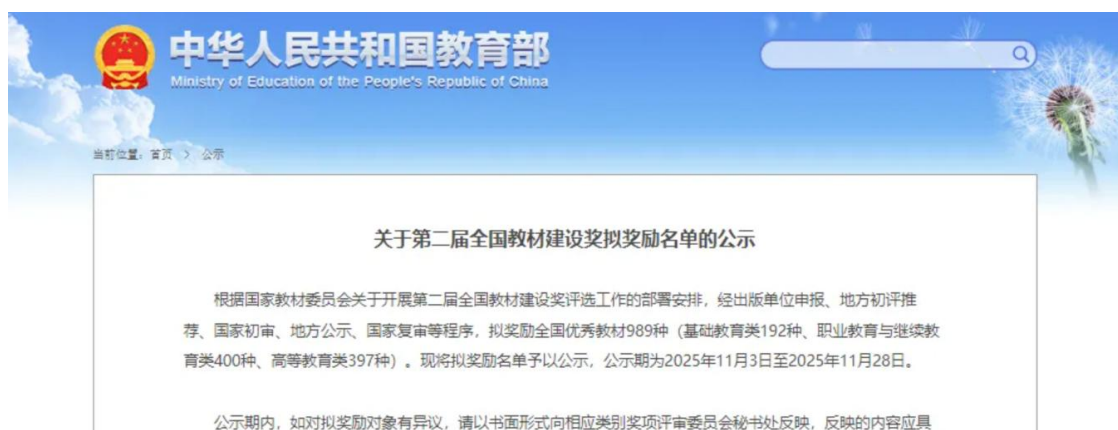 中华人民共和国教育部
Ministry of Education of the People's Republic of China
当前位置：首页 > 公示
关于第二届全国教材建设奖拟奖励名单的公示
根据国家教材委员会关于开展第二届全国教材建设奖评选工作的部署安排，经出版单位申报、地方初评推
荐、国家初审、地方公示、国家复审等程序，拟奖励全国优秀教材989种（基础教育类192种、职业教育与继续教
育类400种、高等教育类397种）。现将拟奖励名单予以公示，公示期为2025年11月3日至2025年11月28日。
公示期内，如对拟奖励对象有异议，请以书面形式向相应类别奖项评审委员会秘书处反映，反映的内容应具